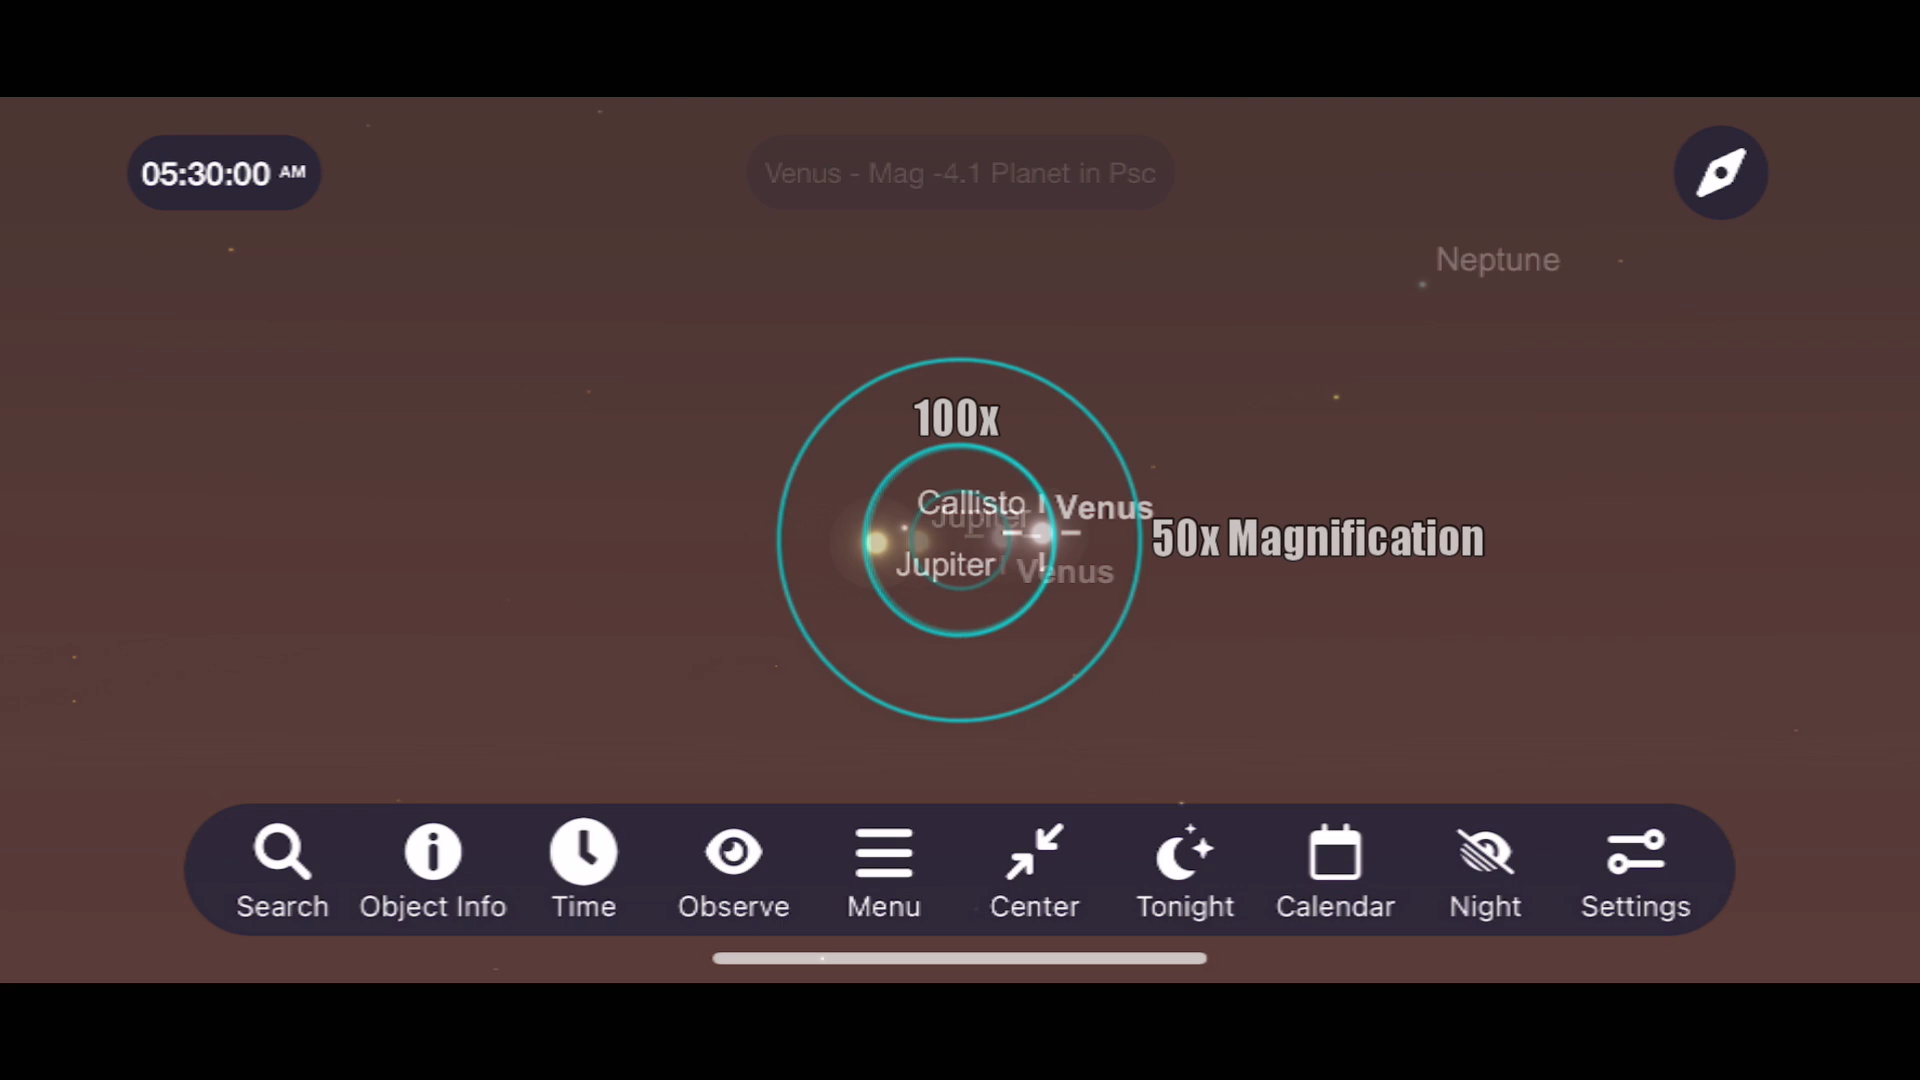 05:30:00 AM
Venus - Mag -4.1 Planet in Psc
Neptune
100x
Callisto
Venus
Jupiter
50x Magnification
Jupiter
Venus
Search
Object Info
Time
Observe
Menu
Center
Tonight
Calendar
Night
Settings